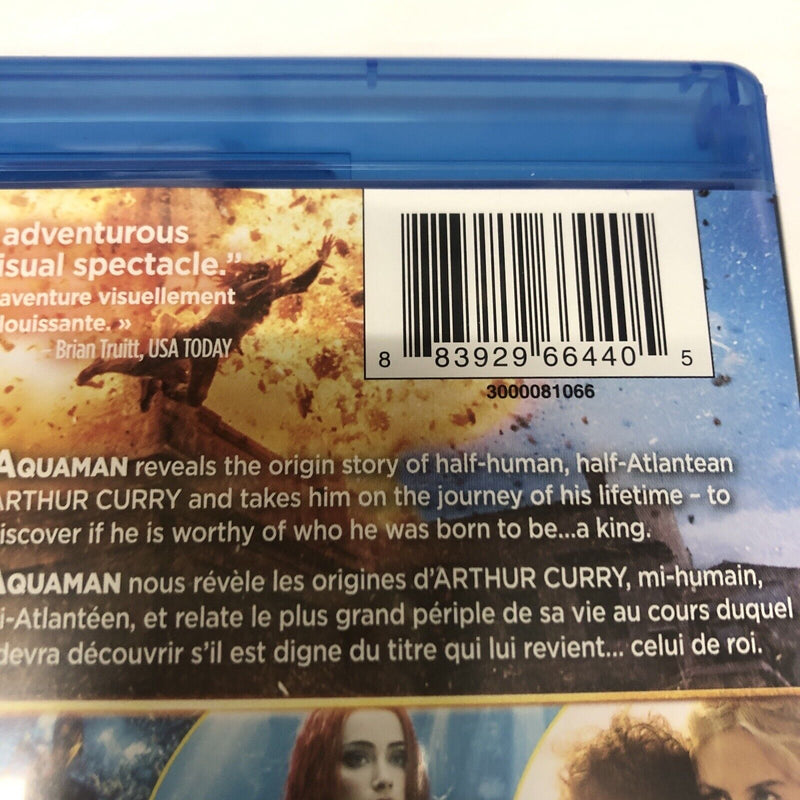 adventurous
isual spectacle.”
aventure visuellement
louissante. »
– Brian Truitt, USA TODAY
8 83929 66440 5
3000081066
AQUAMAN reveals the origin story of half-human, half-Atlantean
ARTHUR CURRY and takes him on the journey of his lifetime – to
iscover if he is worthy of who he was born to be...a king.
AQUAMAN nous révèle les origines d’ARTHUR CURRY, mi-humain,
i-Atlantéen, et relate le plus grand périple de sa vie au cours duquel
devra découvrir s’il est digne du titre qui lui revient... celui de roi.